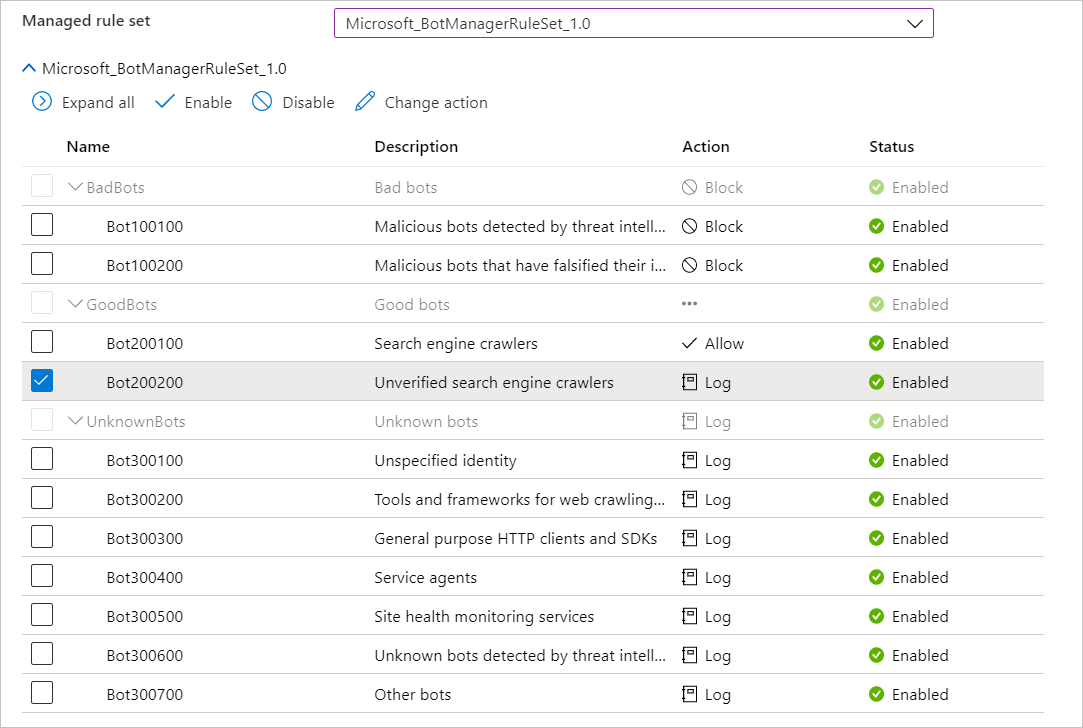 Managed rule set Microsoft_BotManagerRuleSet_1.0
Microsoft_BotManagerRuleSet_1.0
Expand all Enable Disable Change action
Name Description Action Status
BadBots Bad bots Block Enabled
Bot100100 Malicious bots detected by threat intell... Block Enabled
Bot100200 Malicious bots that have falsified their i... Block Enabled
GoodBots Good bots ••• Enabled
Bot200100 Search engine crawlers Allow Enabled
Bot200200 Unverified search engine crawlers Log Enabled
UnknownBots Unknown bots Log Enabled
Bot300100 Unspecified identity Log Enabled
Bot300200 Tools and frameworks for web crawling... Log Enabled
Bot300300 General purpose HTTP clients and SDKs Log Enabled
Bot300400 Service agents Log Enabled
Bot300500 Site health monitoring services Log Enabled
Bot300600 Unknown bots detected by threat intell... Log Enabled
Bot300700 Other bots Log Enabled